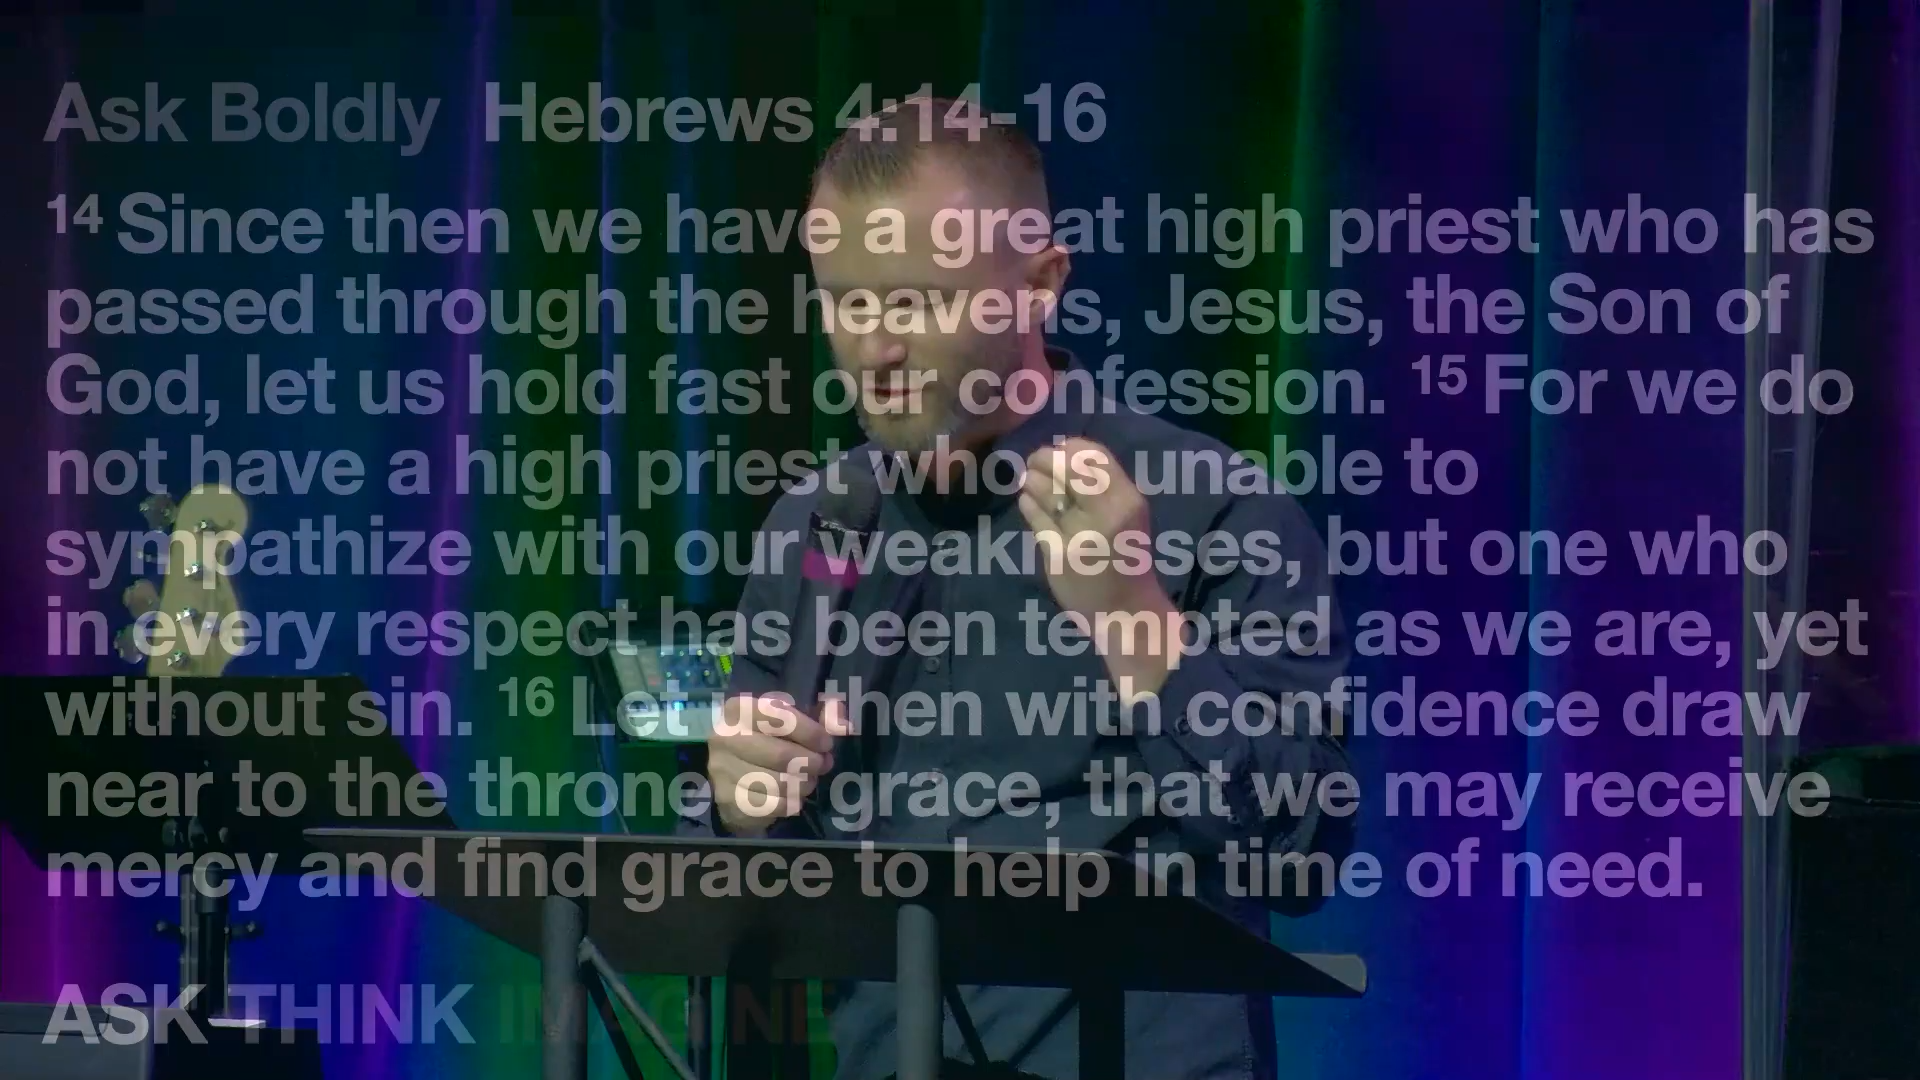 Ask Boldly Hebrews 4:14-16
14 Since then we have a great high priest who has
passed through the heavens, Jesus, the Son of
God, let us hold fast our confession. 15 For we do
not have a high priest who is unable to
sympathize with our weaknesses, but one who
in every respect has been tempted as we are, yet
without sin. 16 Let us then with confidence draw
near to the throne of grace, that we may receive
mercy and find grace to help in time of need.
ASK THINK IMAGINE